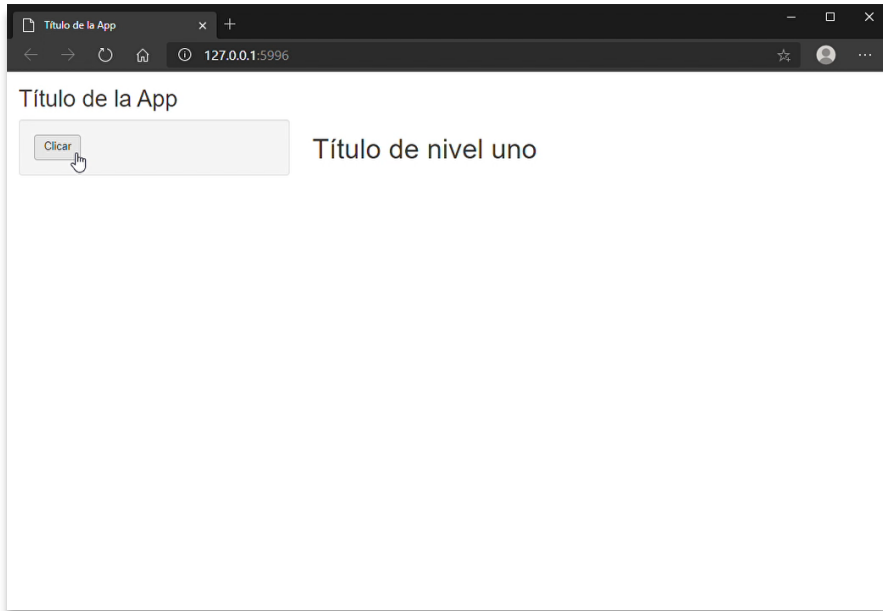 Título de la App
127.0.0.1:5996
Título de la App
Clicar
Título de nivel uno